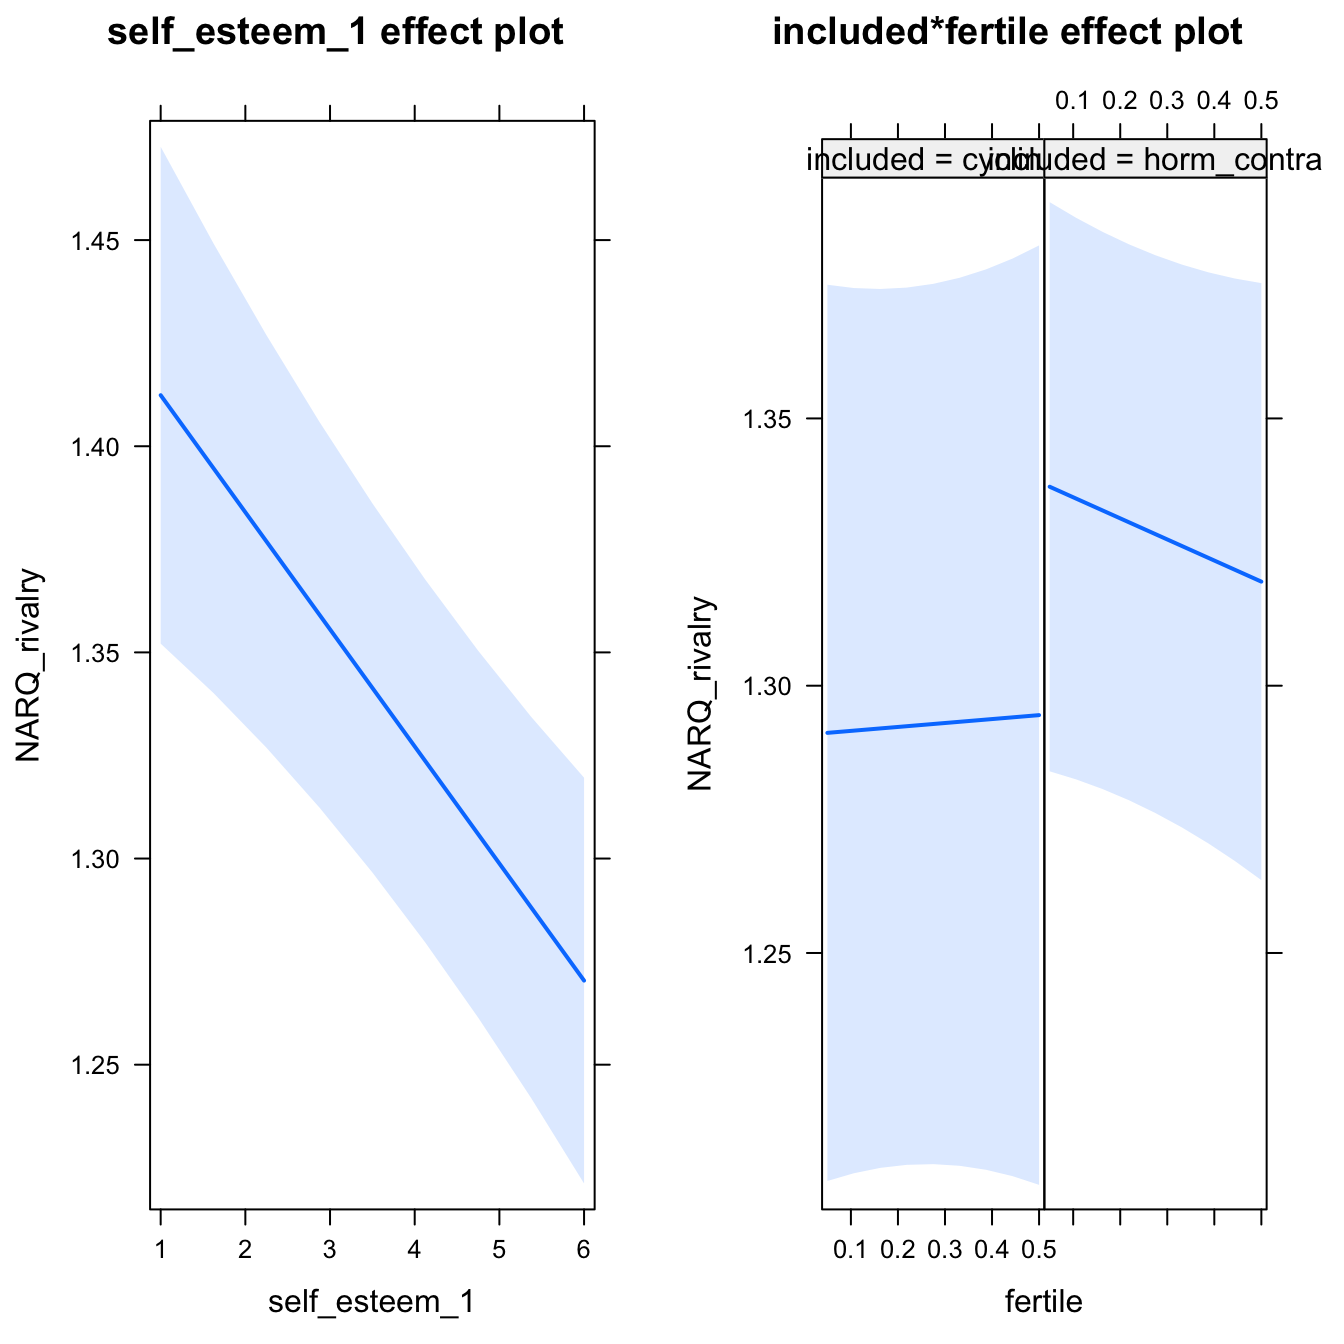 self_esteem_1 effect plot
NARQ_rivalry
1.45
1.40
1.35
1.30
1.25
1 2 3 4 5 6
self_esteem_1
included*fertile effect plot
0.1 0.2 0.3 0.4 0.5
included = included = horm_contra
NARQ_rivalry
1.35
1.30
1.25
0.1 0.2 0.3 0.4 0.5
fertile